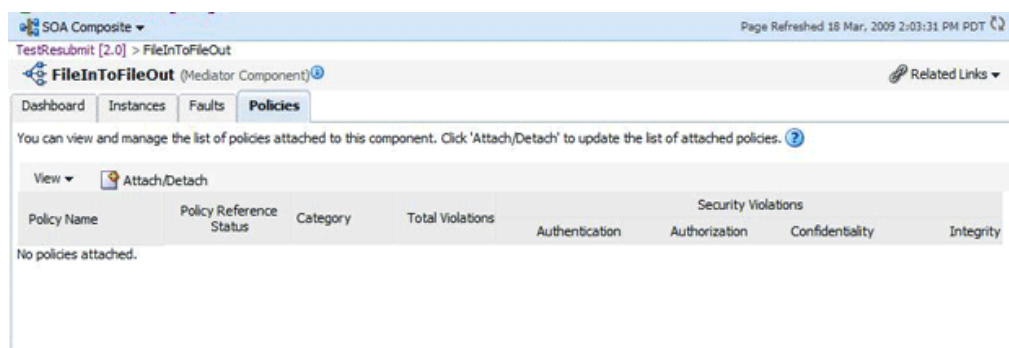 SOA Composite
Page Refreshed 18 Mar, 2009 2:03:31 PM PDT
TestResubmit [2.0] > FileInToFileOut
FileInToFileOut (Mediator Component)
Related Links
Dashboard Instances Faults Policies
You can view and manage the list of policies attached to this component. Click 'Attach/Detach' to update the list of attached policies.
View Attach/Detach
Policy Name
Policy Reference Status
Category
Total Violations
Security Violations
Authentication Authorization Confidentiality Integrity
No policies attached.